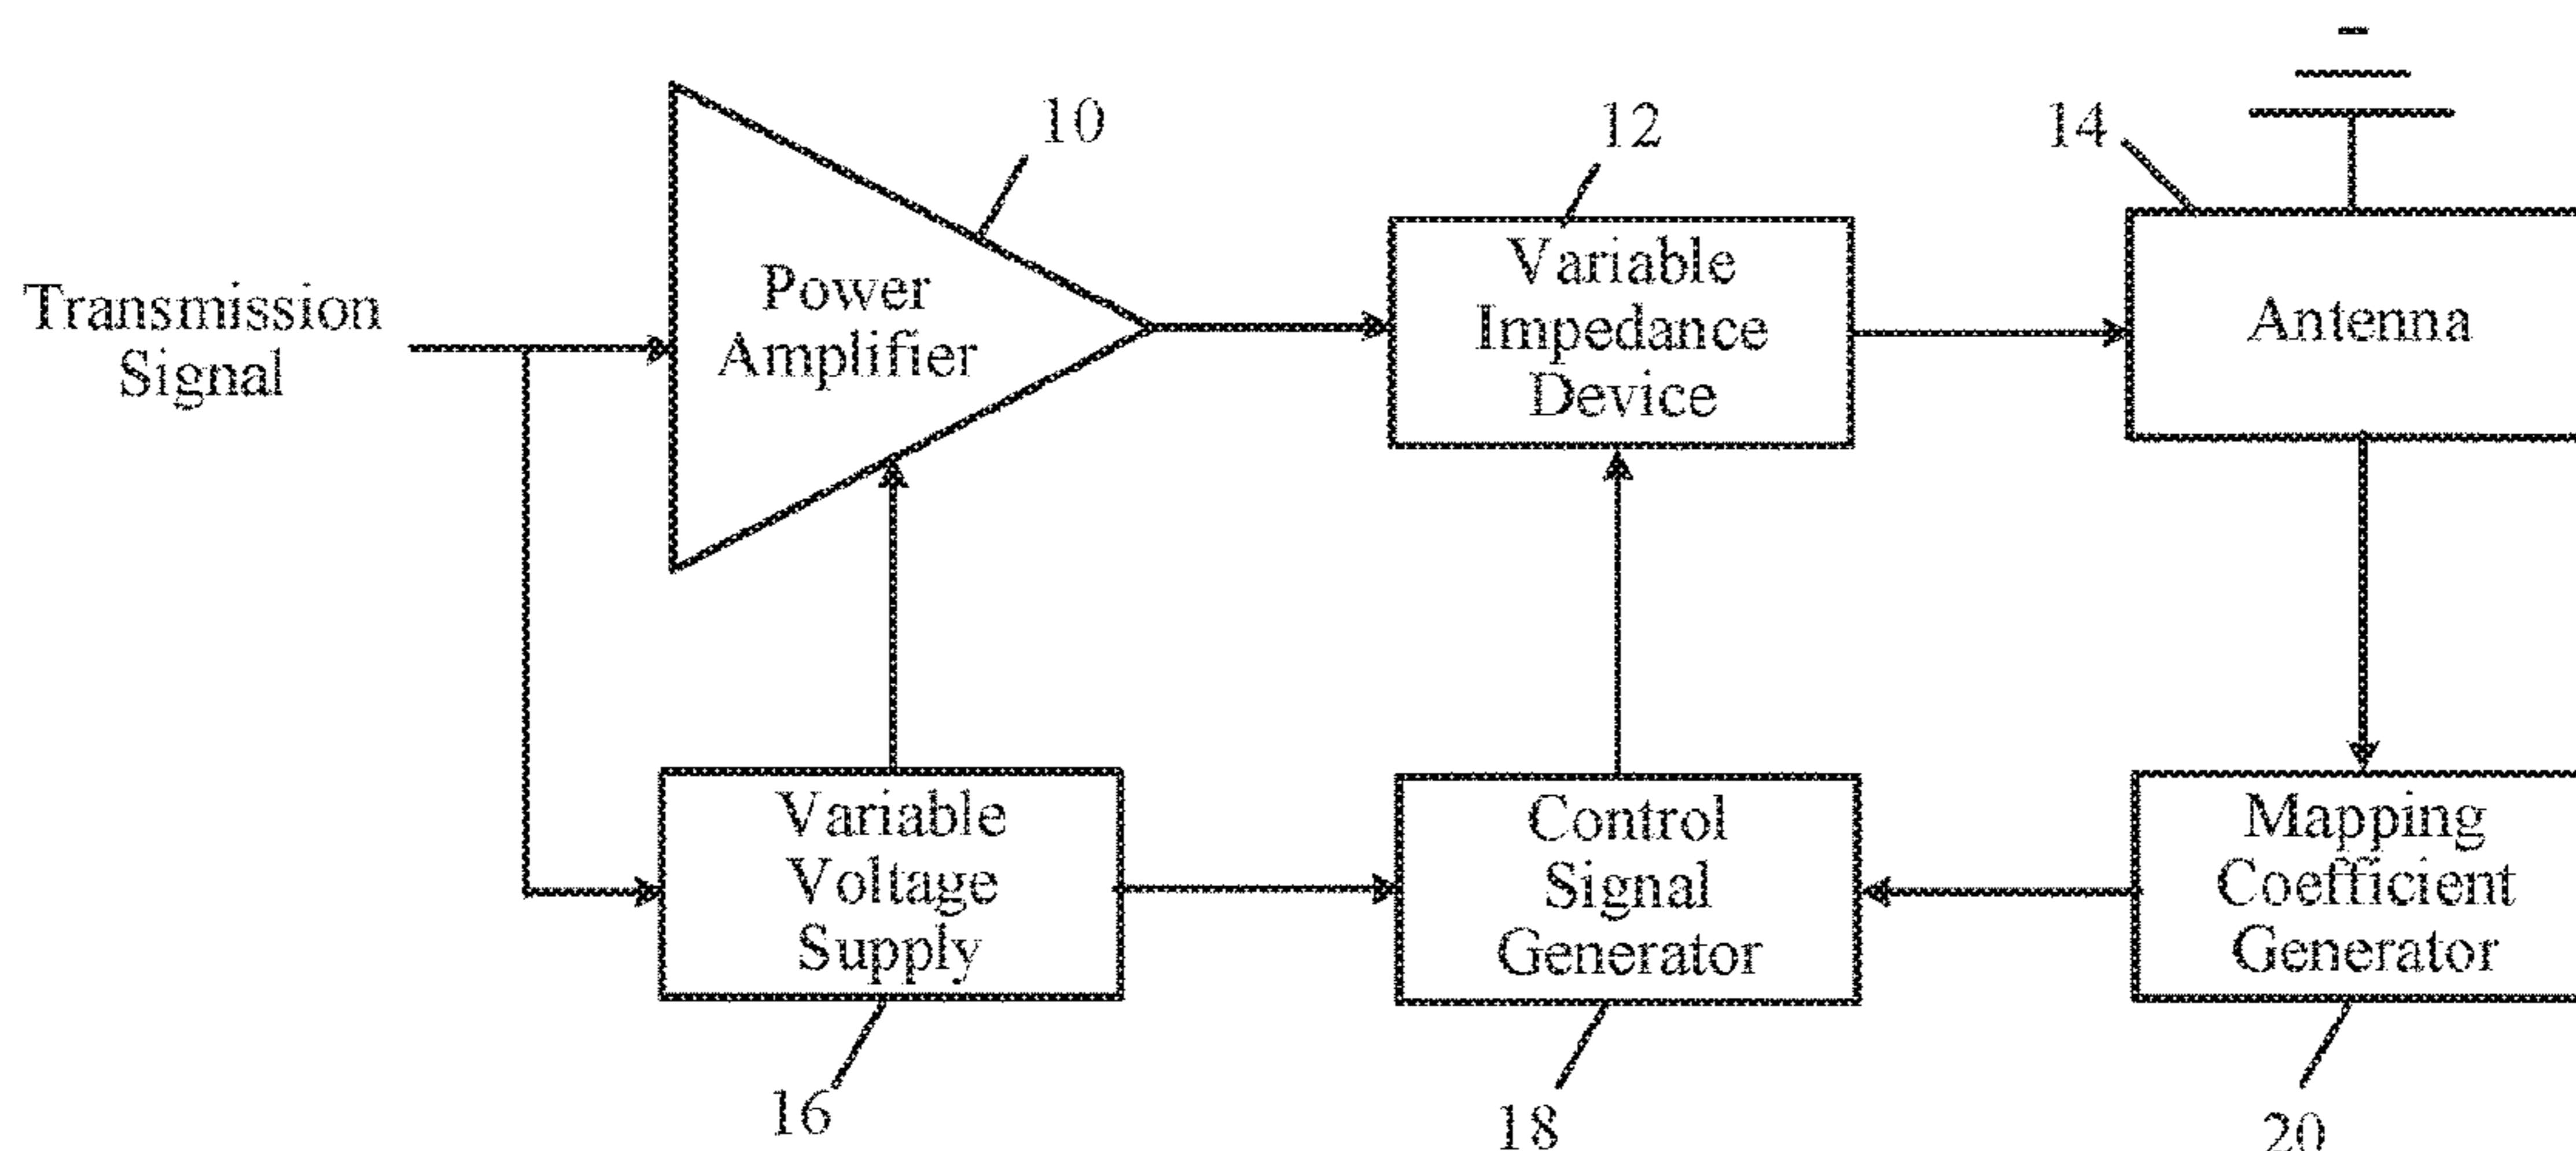 10
12
14
Transmission
Signal
Power
Amplifier
Variable
Impedance
Device
Antenna
Variable
Voltage
Supply
Control
Signal
Generator
Mapping
Coefficient
Generator
16
18
20